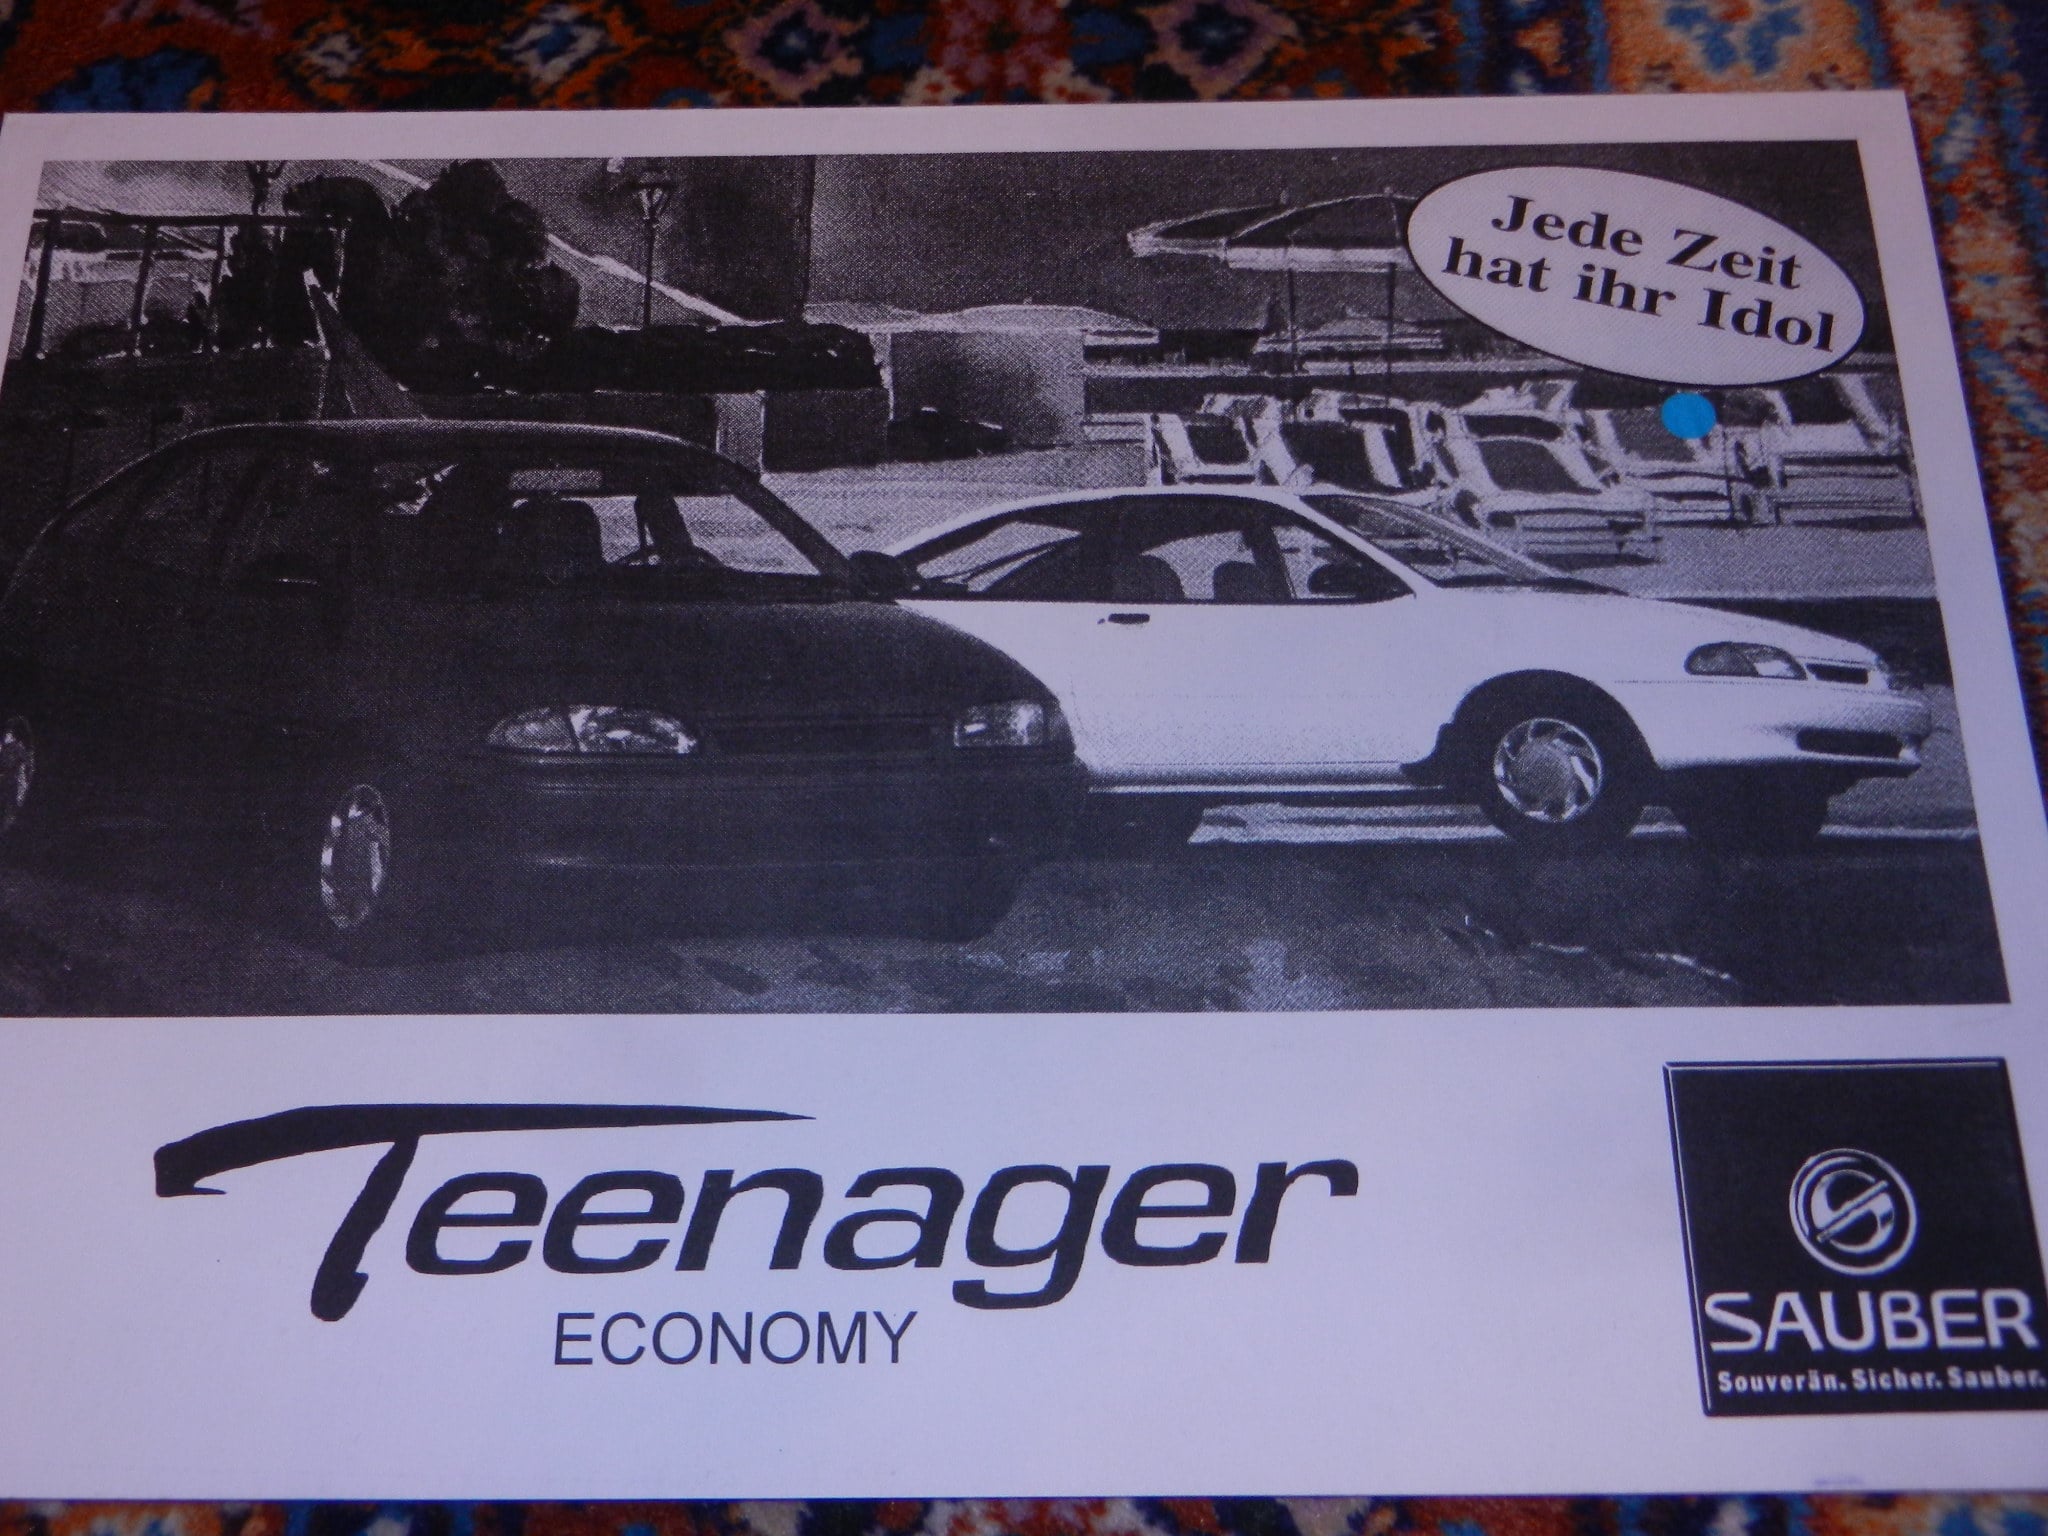 Jede Zeit
hat ihr Idol
Teenager
ECONOMY
SAUBER
Souverän. Sicher. Sauber.